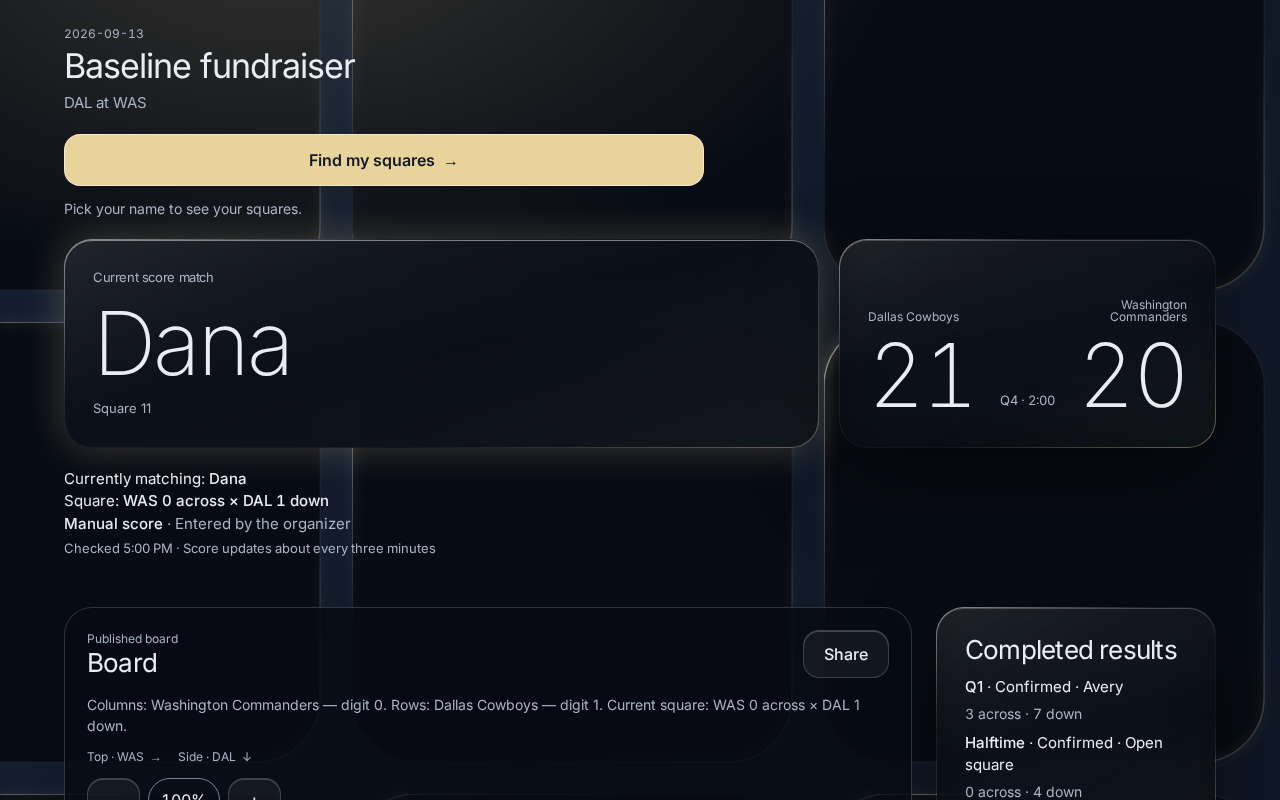 2026-09-13
Baseline fundraiser
DAL at WAS
Find my squares →
Pick your name to see your squares.
Current score match
Dana
Square 11
Dallas Cowboys
Washington
Commanders
21
Q4 · 2:00
20
Currently matching: Dana
Square: WAS 0 across × DAL 1 down
Manual score · Entered by the organizer
Checked 5:00 PM · Score updates about every three minutes
Published board
Board
Share
Columns: Washington Commanders — digit 0. Rows: Dallas Cowboys — digit 1. Current square: WAS 0 across × DAL 1
down.
Top · WAS → Side · DAL ↓
100%
Completed results
Q1 · Confirmed · Avery
3 across · 7 down
Halftime · Confirmed · Open
square
0 across · 4 down